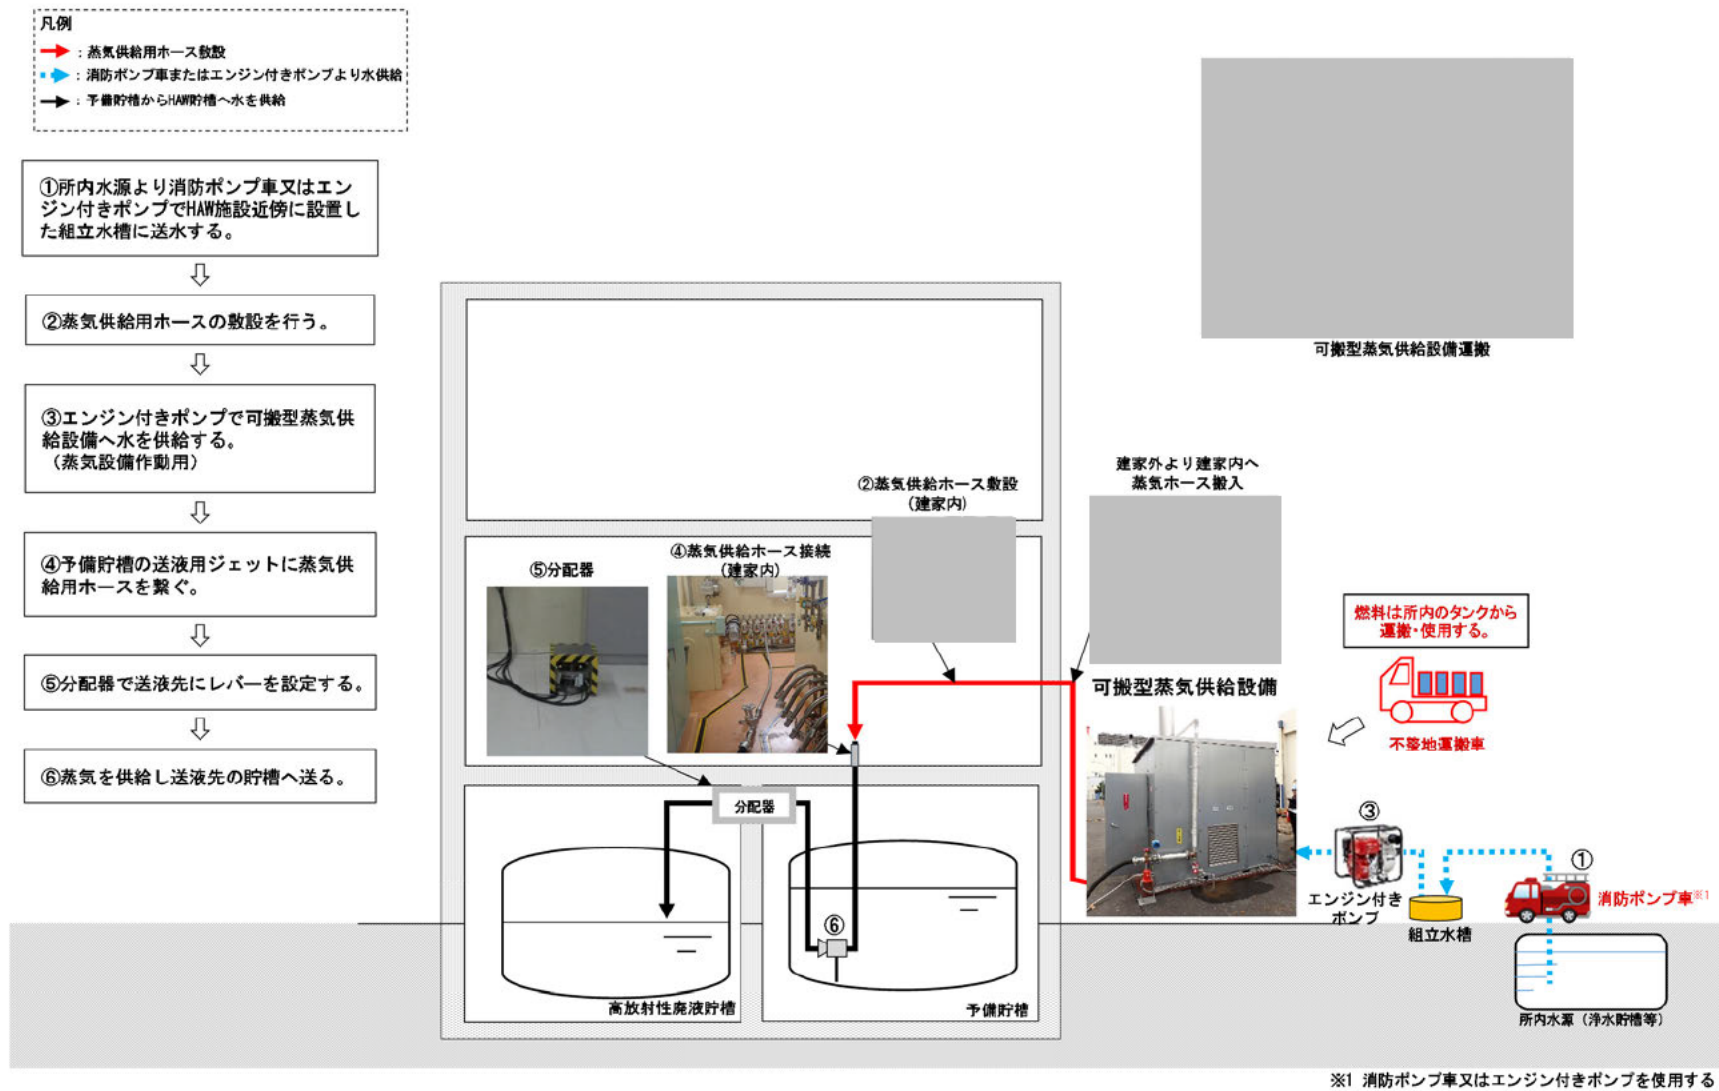 凡例
：蒸気供給用ホース敷設
：消防ポンプ車またはエンジン付きポンプより水供給
：予備貯槽からHAW貯槽へ水を供給
①所内水源より消防ポンプ車又はエン
ジン付きポンプでHAW施設近傍に設置し
た組立水槽に送水する。
②蒸気供給用ホースの敷設を行う。
③エンジン付きポンプで可搬型蒸気供
給設備へ水を供給する。
（蒸気設備作動用）
④予備貯槽の送液用ジェットに蒸気供
給用ホースを繋ぐ。
⑤分配器で送液先にレバーを設定する。
⑥蒸気を供給し送液先の貯槽へ送る。
可搬型蒸気供給設備運搬
建家外より建家内へ
蒸気ホース搬入
②蒸気供給ホース敷設
（建家内）
④蒸気供給ホース接続
（建家内）
⑤分配器
可搬型蒸気供給設備
燃料は所内のタンクから
運搬・使用する。
不整地運搬車
分配器
⑥
高放射性廃液貯槽
予備貯槽
③
エンジン付き
ポンプ
組立水槽
①
消防ポンプ車※1
所内水源（浄水貯槽等）
※1 消防ポンプ車又はエンジン付きポンプを使用する